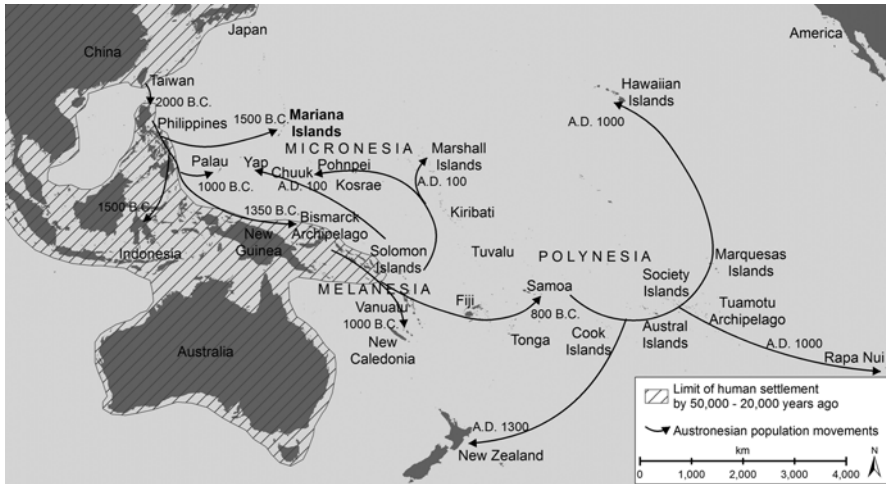 China
Japan
America
Taiwan
2000 B.C.
Philippines
1500 B.C.
Mariana
Islands
Hawaiian
Islands
A.D. 1000
MICRONESIA
Palau
Yap
Chuuk
Pohnpei
Kosrae
Marshall
Islands
1000 B.C.
A.D. 100
A.D. 100
1500 B.C.
1350 B.C.
Bismarck
Archipelago
Kiribati
Indonesia
New
Guinea
Solomon
Islands
Tuvalu
POLYNESIA
Marquesas
Islands
MELANESIA
Vanuatu
Fiji
Samoa
800 B.C.
Society
Islands
1000 B.C.
New
Caledonia
Tonga
Cook
Islands
Austral
Islands
Tuamotu
Archipelago
A.D. 1000
Rapa Nui
Australia
A.D. 1300
New Zealand
Limit of human settlement
by 50,000 - 20,000 years ago
Austronesian population movements
km
N
0 1,000 2,000 3,000 4,000